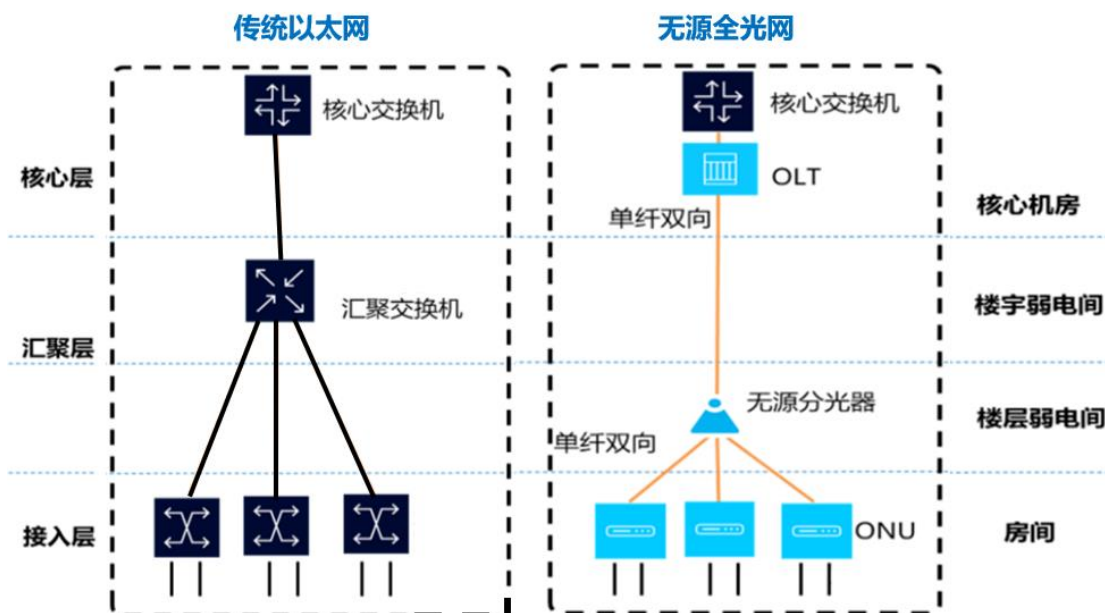 传统以太网
无源全光网
核心交换机
核心交换机
OLT
核心层
单纤双向
核心机房
汇聚交换机
楼宇弱电间
汇聚层
无源分光器
楼层弱电间
单纤双向
接入层
ONU
房间